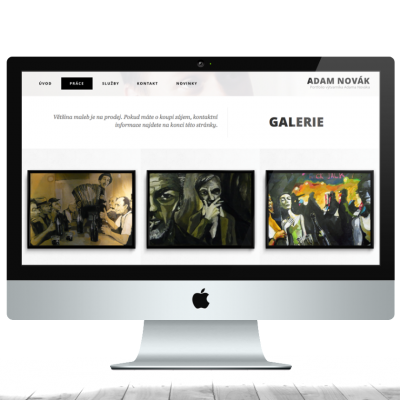 ÚVOD PRÁCE SLUŽBY KONTAKT NOVINKY
ADAM NOVÁK
Většina maleb je na prodej. Pokud máte o koupi zájem, kontaktní
informace najdete na konci této stránky.
GALERIE